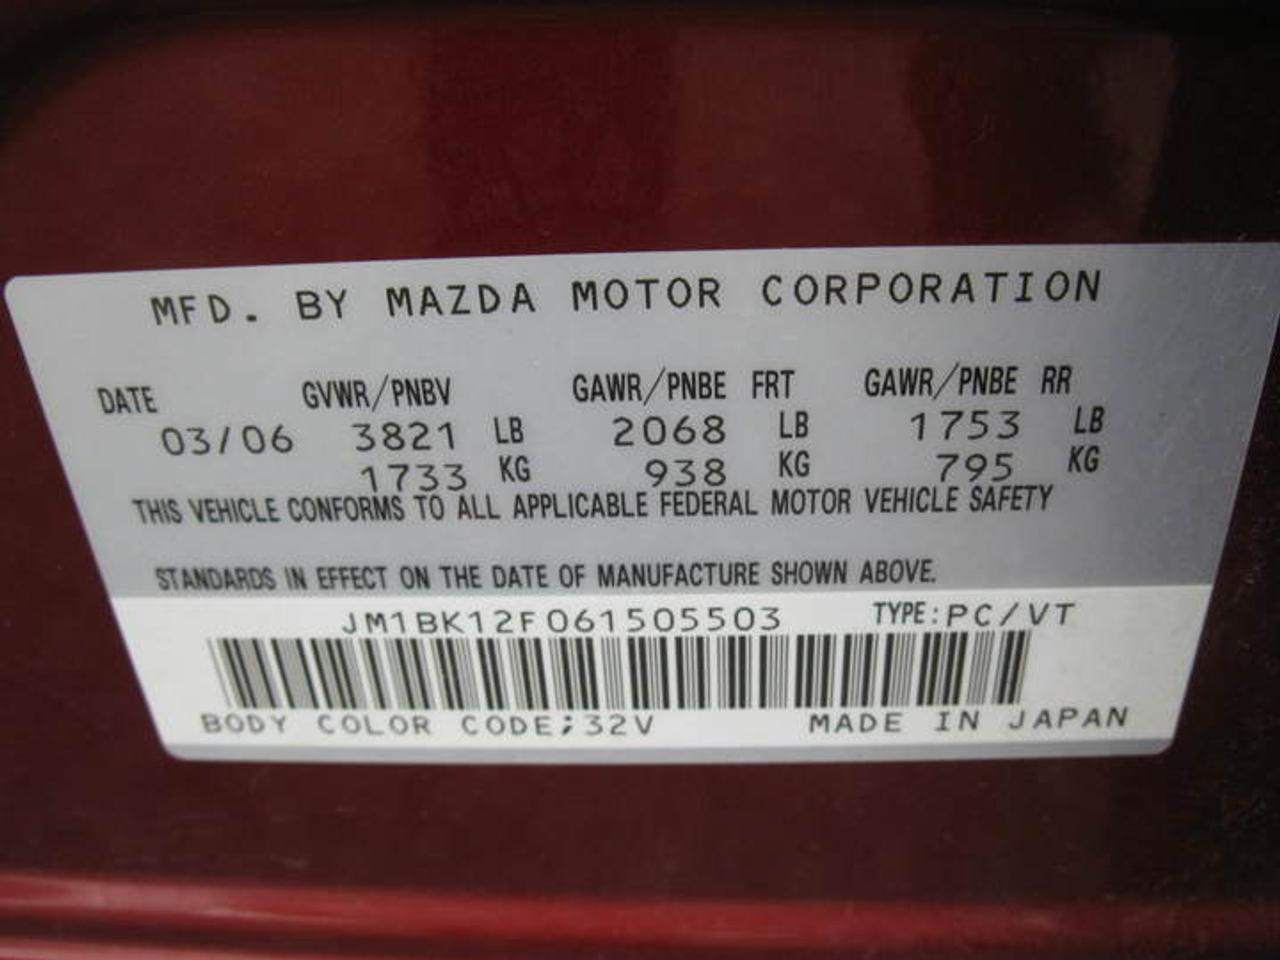 MFD. BY MAZDA MOTOR CORPORATION
DATE GVWR/PNBV GAWR/PNBE FRT GAWR/PNBE RR
03/06 3821 LB 2068 LB 1753 LB
1733 KG 938 KG 795 KG
THIS VEHICLE CONFORMS TO ALL APPLICABLE FEDERAL MOTOR VEHICLE SAFETY
STANDARDS IN EFFECT ON THE DATE OF MANUFACTURE SHOWN ABOVE.
JM1BK12F061505503 TYPE:PC/VT
BODY COLOR CODE;32V MADE IN JAPAN